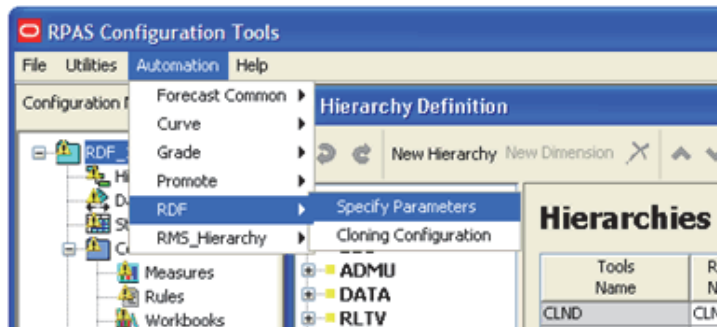 RPAS Configuration Tools
File Utilities Automation Help
Configuration
Forecast Common
Curve
Grade
Promote
RDF
RMS_Hierarchy
Specify Parameters
Cloning Configuration
Hierarchy Definition
New Hierarchy New Dimension
RDF_
Measures
Rules
Workbooks
ADMU
DATA
RLTV
Hierarchies
Tools
Name
CLND